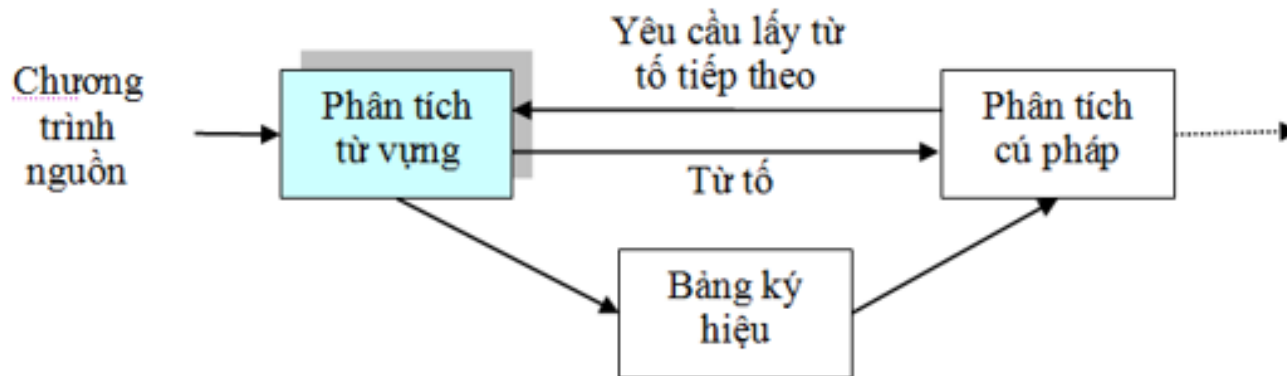 Chương
trình
nguồn
Phân tích
từ vựng
Yêu cầu lấy từ
tố tiếp theo
Từ tố
Phân tích
cú pháp
Bảng ký
hiệu